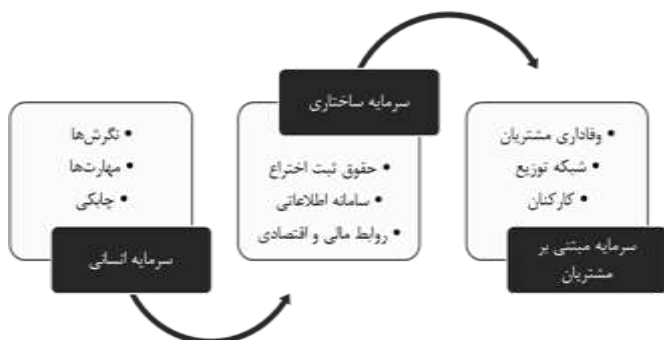 سرمایه انسانی
• نگرش‌ها
• مهارت‌ها
• چابکی
سرمایه ساختاری
• حقوق ثبت اختراع
• سامانه اطلاعاتی
• روابط مالی و اقتصادی
سرمایه مبتنی بر
مشتریان
• وفاداری مشتریان
• شبکه توزیع
• کارکنان